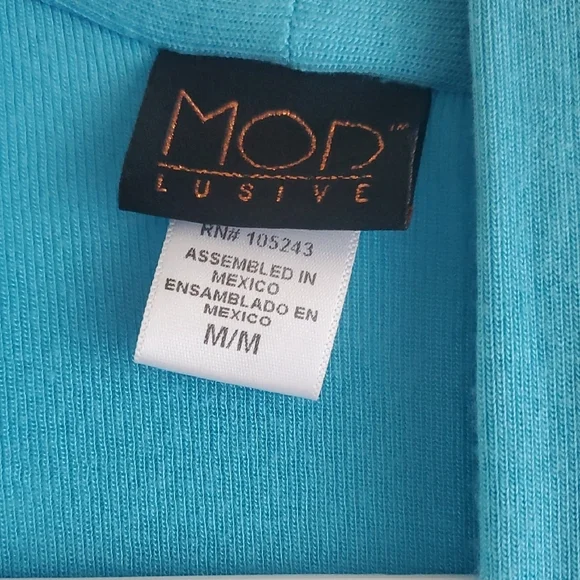 MOD™
LUSIVE
RN# 105243
ASSEMBLED IN
MEXICO
ENSAMBLADO EN
MEXICO
M/M